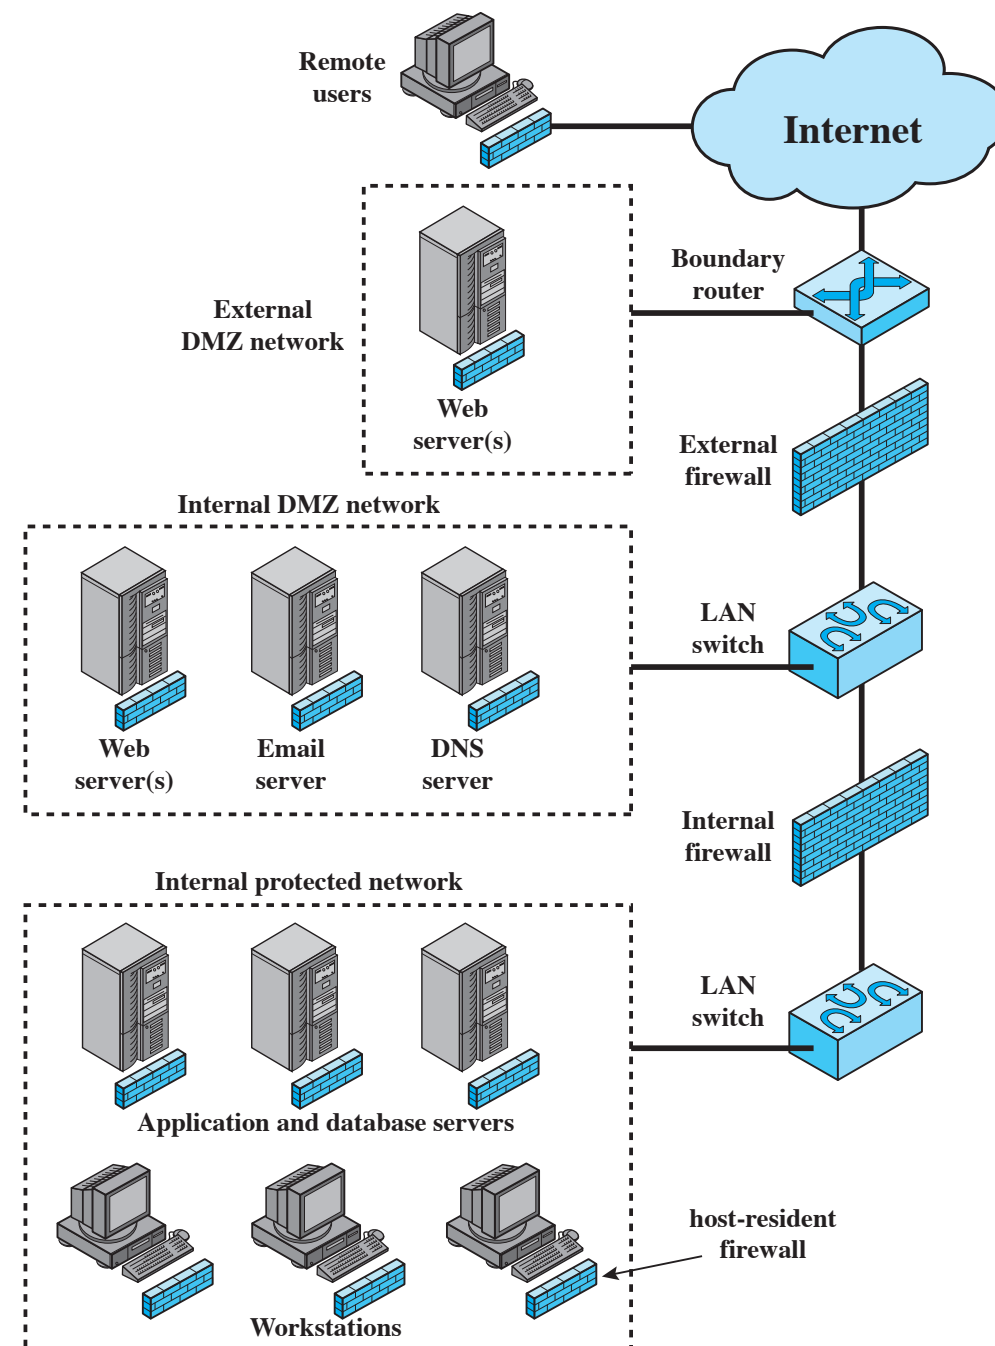 Remote
users
Internet
Boundary
router
External
DMZ network
Web
server(s)
External
firewall
Internal DMZ network
LAN
switch
Web
server(s)
Email
server
DNS
server
Internal
firewall
Internal protected network
LAN
switch
Application and database servers
host-resident
firewall
Workstations